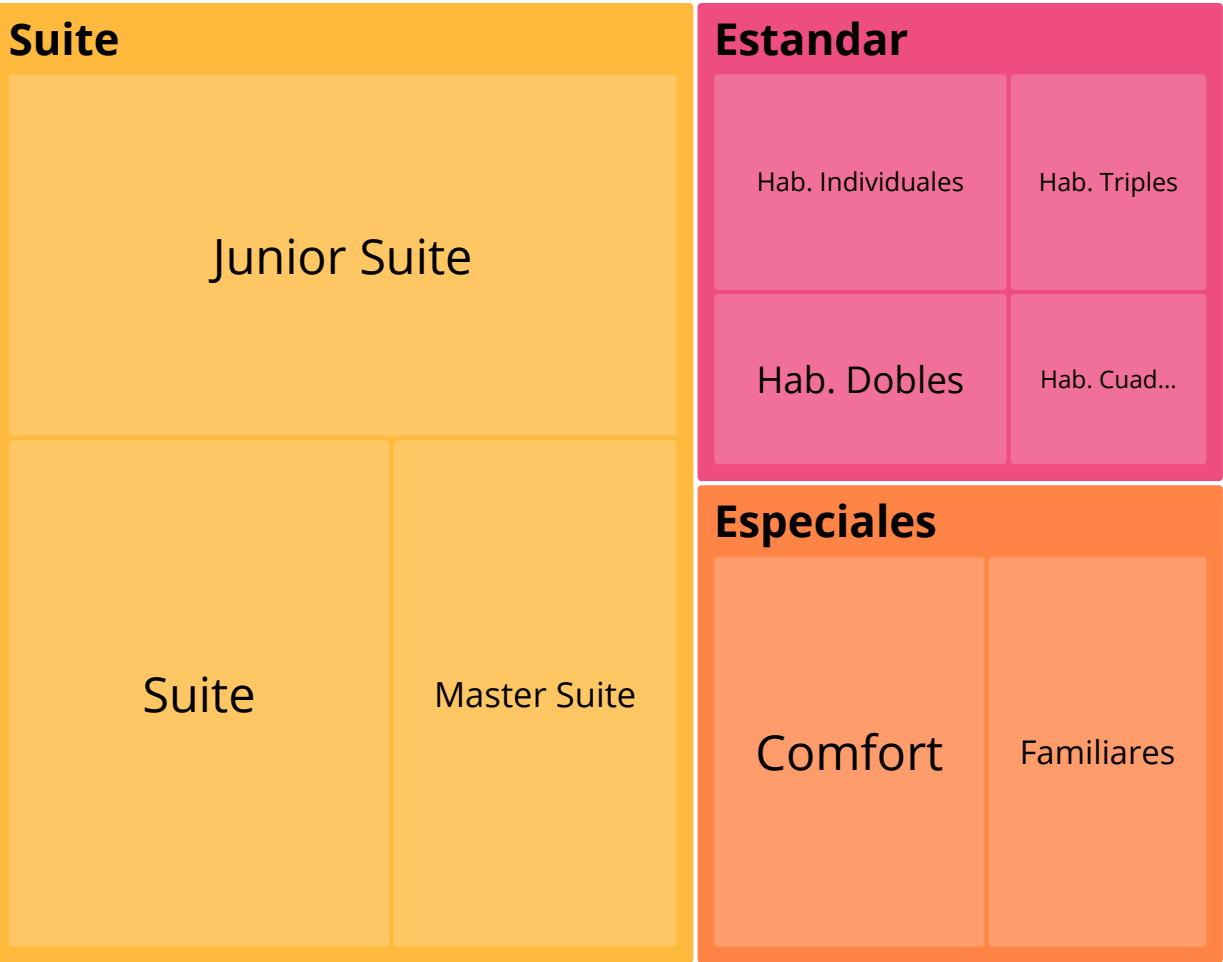 Suite
Junior Suite
Suite
Master Suite
Estandar
Hab. Individuales
Hab. Triples
Hab. Dobles
Hab. Cuad...
Especiales
Comfort
Familiares